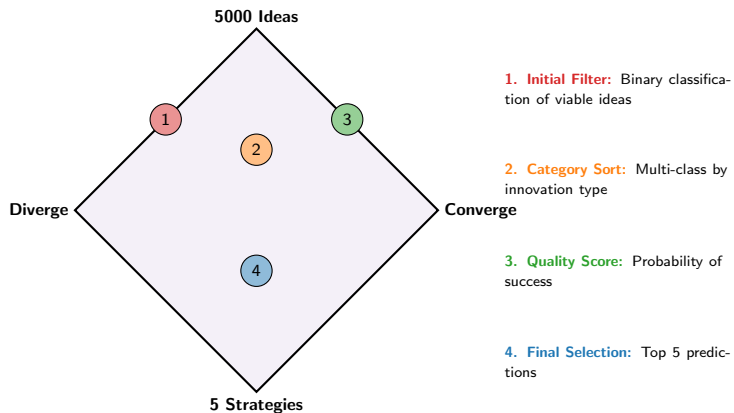 5000 Ideas
1
3
2
Diverge
Converge
4
5 Strategies
1. Initial Filter: Binary classifica-
tion of viable ideas
2. Category Sort: Multi-class by
innovation type
3. Quality Score: Probability of
success
4. Final Selection: Top 5 predic-
tions